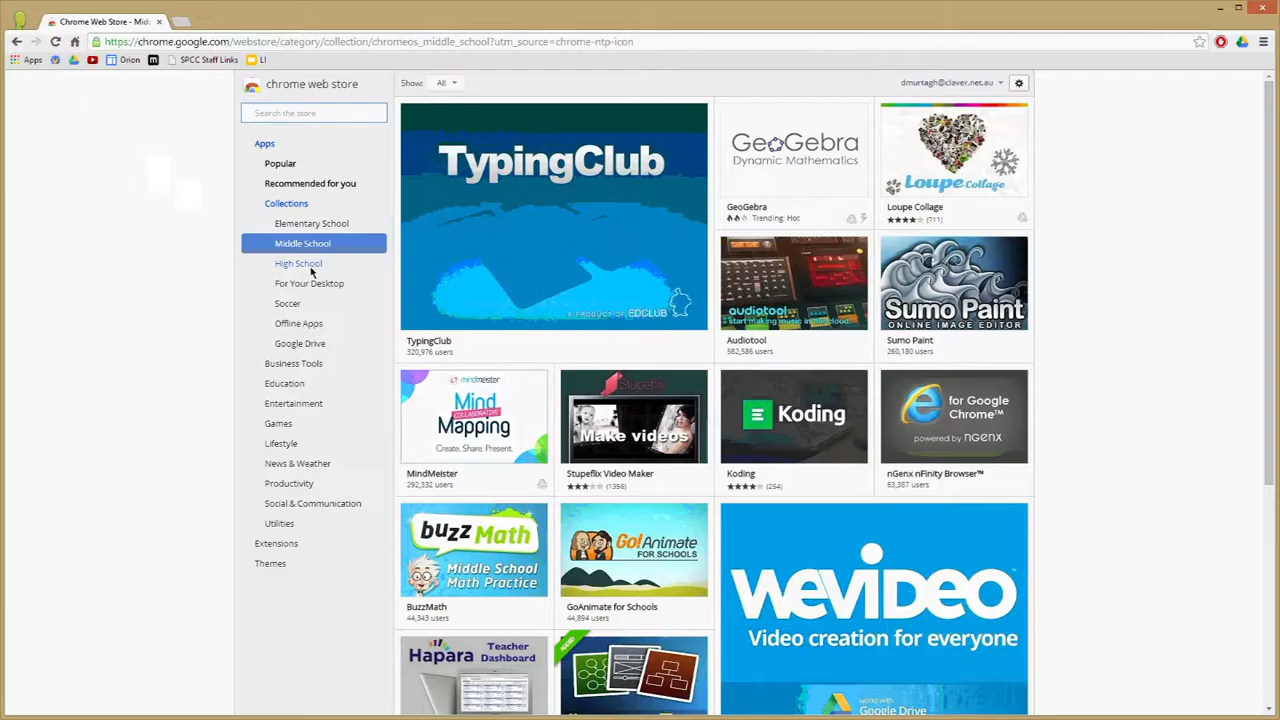 Chrome Web Store - Mid
https://chrome.google.com/webstore/category/collection/chromeos_middle_school?utm_source=chrome-ntp-icon
Apps
Orion
SPCC Staff Links
LI
chrome web store
Search the store
Apps
Popular
Recommended for you
Collections
Elementary School
Middle School
High School
For Your Desktop
Soccer
Offline Apps
Google Drive
Business Tools
Education
Entertainment
Games
Lifestyle
News & Weather
Productivity
Social & Communication
Utilities
Extensions
Themes
Show: All
dmurtagh@claver.net.au
TypingClub
A PRODUCT OF EDCLUB
TypingClub
320,976 users
GeoGebra
Dynamic Mathematics
GeoGebra
Trending: Hot
Loupe Collage
Loupe Collage
(711)
audiotool
start making music in the cloud.
Audiotool
582,586 users
Sumo Paint
ONLINE IMAGE EDITOR
Sumo Paint
260,180 users
mindmeister
Mind
COLLABORATIVE
Mapping
Create. Share. Present.
MindMeister
292,332 users
Stupeflix
Make videos
Stupeflix Video Maker
(1356)
Koding
Koding
(254)
for Google
Chrome™
powered by ngenx
nGenx nFinity Browser™
63,387 users
buzz Math
Middle School
Math Practice
BuzzMath
44,343 users
Go!Animate
FOR SCHOOLS
GoAnimate for Schools
44,894 users
WEVIDEO
Video creation for everyone
works with
Google Drive
Hapara
Teacher
Dashboard
ADDED